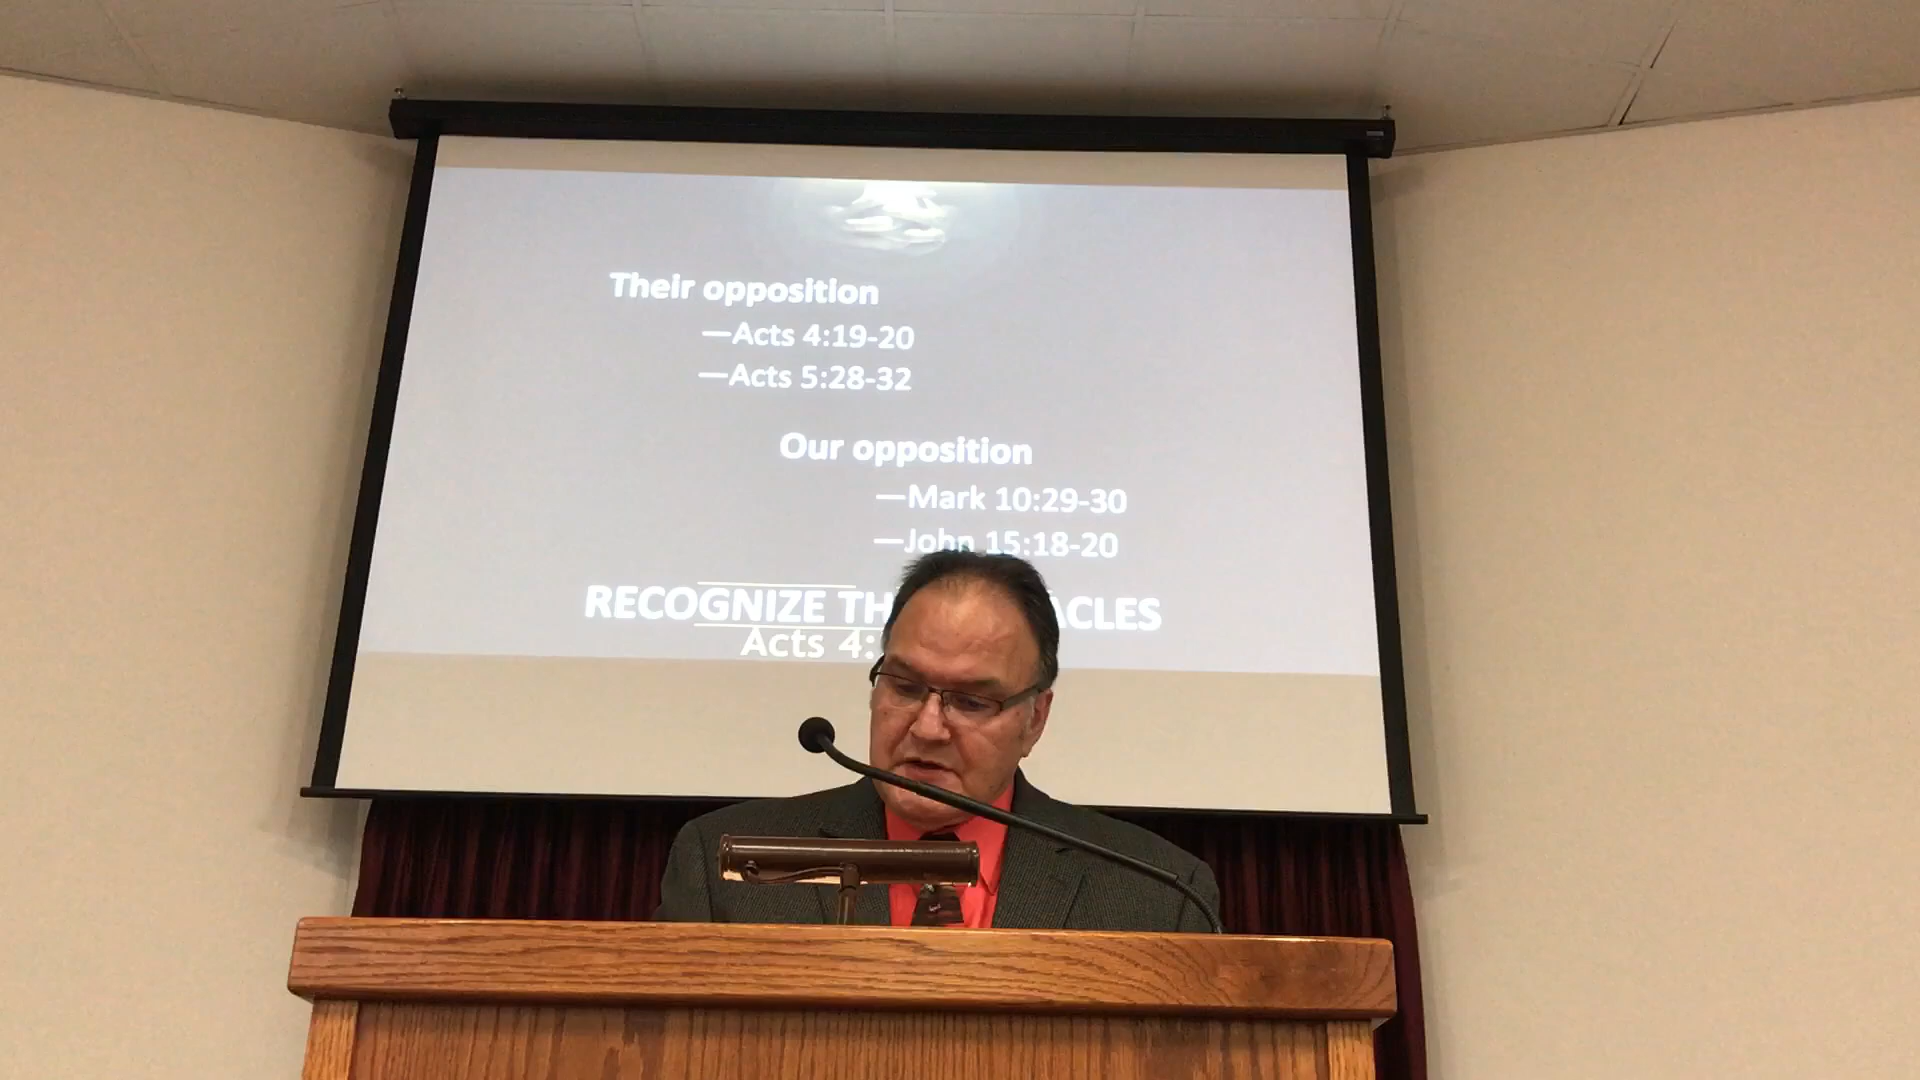 Their opposition
—Acts 4:19-20
—Acts 5:28-32
Our opposition
—Mark 10:29-30
—John 15:18-20
RECOGNIZE TH ACLES
Acts 4: